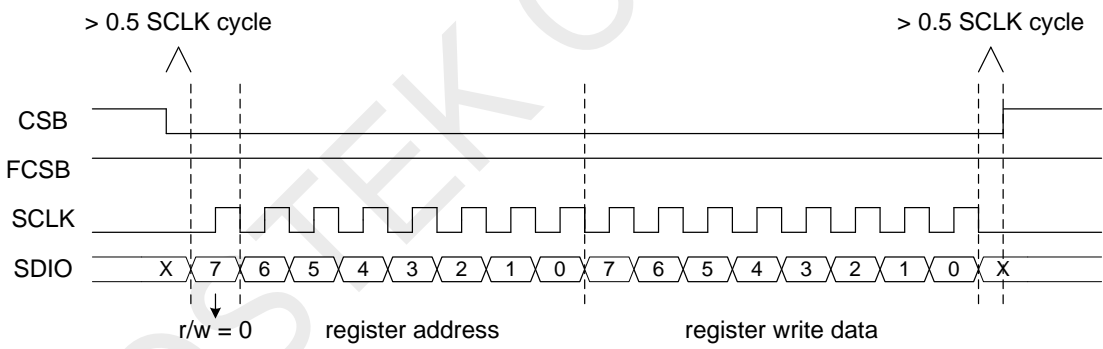 > 0.5 SCLK cycle > 0.5 SCLK cycle
CSB
FCSB
SCLK
SDIO X 7 6 5 4 3 2 1 0 7 6 5 4 3 2 1 0 X
r/w = 0 register address register write data